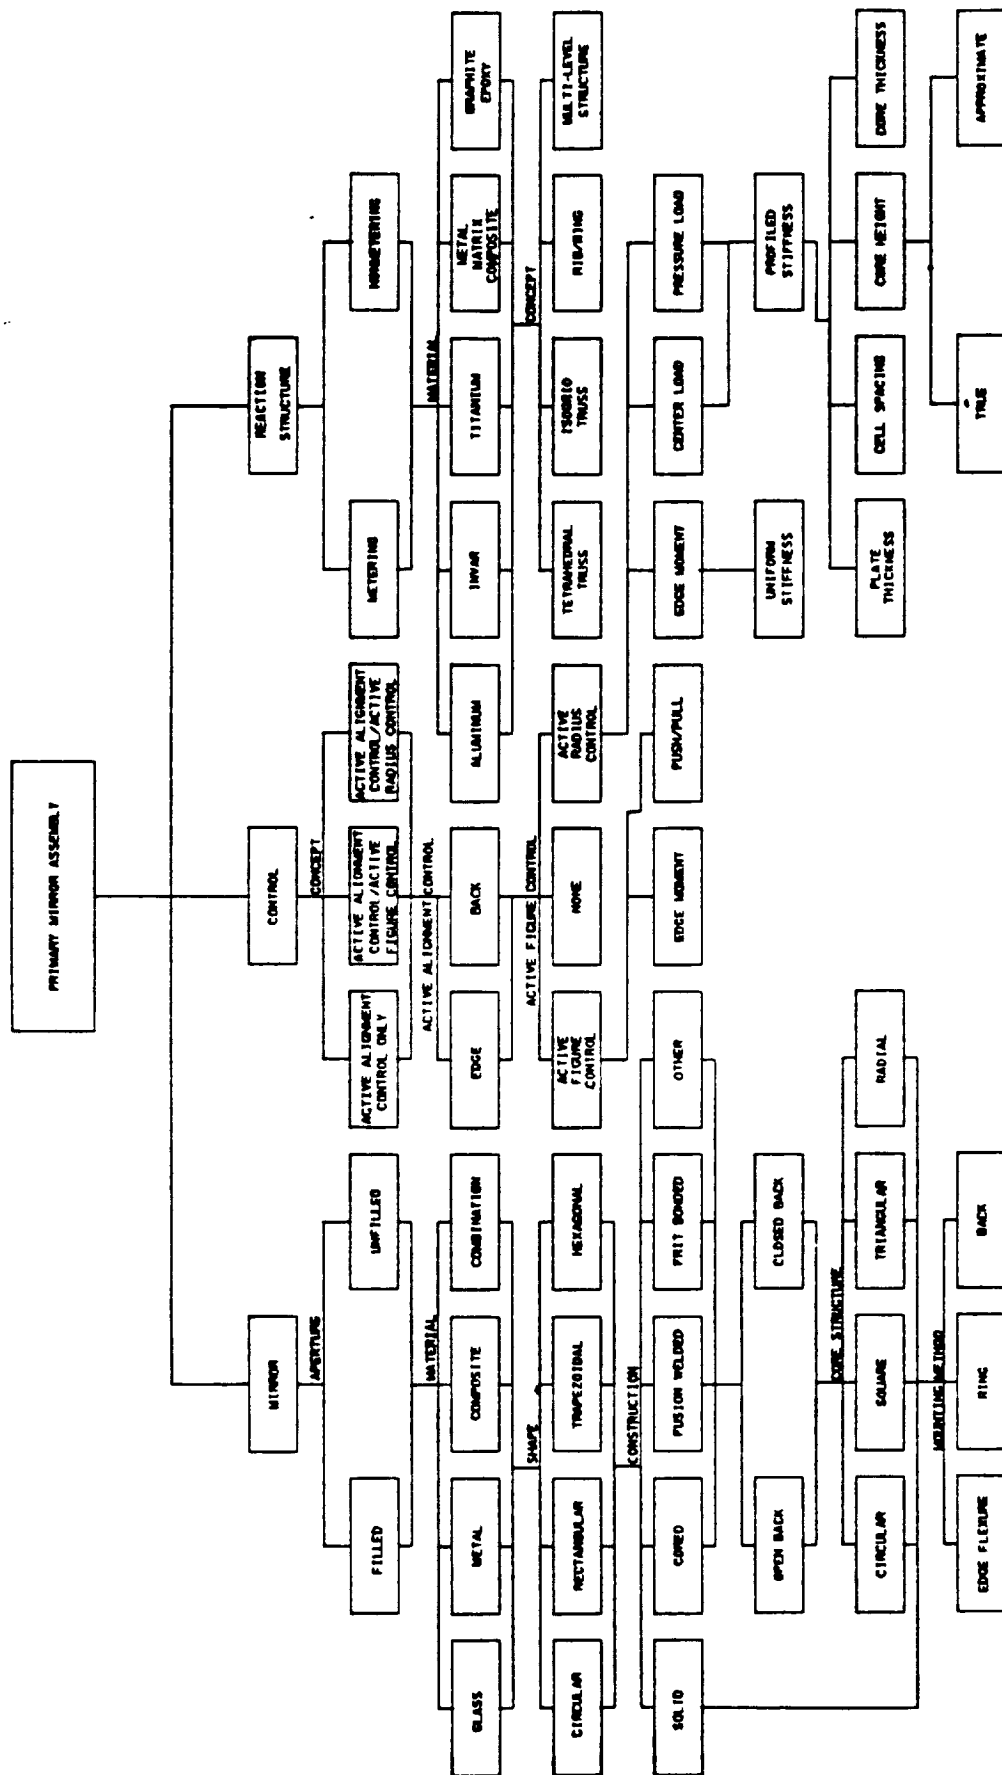 PRIMARY MIRROR ASSEMBLY
MIRROR
CONTROL
REACTION
STRUCTURE
APERTURE
CONCEPT
FILLED
UNFILLED
ACTIVE ALIGNMENT
CONTROL ONLY
ACTIVE ALIGNMENT
CONTROL/ACTIVE
FIGURE CONTROL
ACTIVE ALIGNMENT
CONTROL/ACTIVE
RADIUS CONTROL
METERING
NONMETERING
MATERIAL
ACTIVE ALIGNMENT CONTROL
MATERIAL
GLASS
METAL
COMPOSITE
COMBINATION
EDGE
BACK
ALUMINUM
INVAR
TITANIUM
METAL
MATRIX
COMPOSITE
GRAPHITE
EPOXY
SHAPE
ACTIVE FIGURE CONTROL
CONCEPT
CIRCULAR
RECTANGULAR
TRAPEZOIDAL
HEXAGONAL
ACTIVE
FIGURE
CONTROL
NONE
ACTIVE
RADIUS
CONTROL
TETRAHEDRAL
TRUSS
ISOGRID
TRUSS
RIB/RING
MULTI-LEVEL
STRUCTURE
CONSTRUCTION
SOLID
CORED
FUSION WELDED
FRIT BONDED
OTHER
EDGE MOMENT
PUSH/PULL
EDGE MOMENT
CENTER LOAD
PRESSURE LOAD
OPEN BACK
CLOSED BACK
UNIFORM
STIFFNESS
PROFILED
STIFFNESS
CORE STRUCTURE
CIRCULAR
SQUARE
TRIANGULAR
RADIAL
PLATE
THICKNESS
CELL SPACING
CORE HEIGHT
CORE THICKNESS
MOUNTING METHOD
EDGE FLEXURE
RING
BACK
TRUE
APPROXIMATE